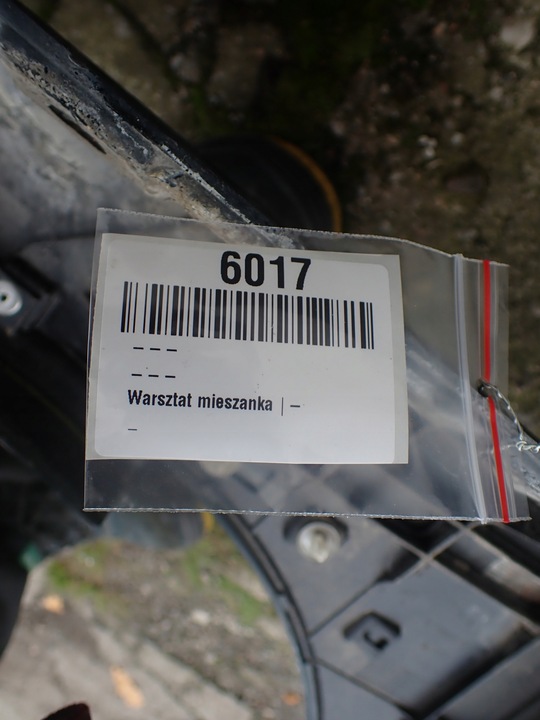 6017
– – –
– – –
Warsztat mieszanka | –
–